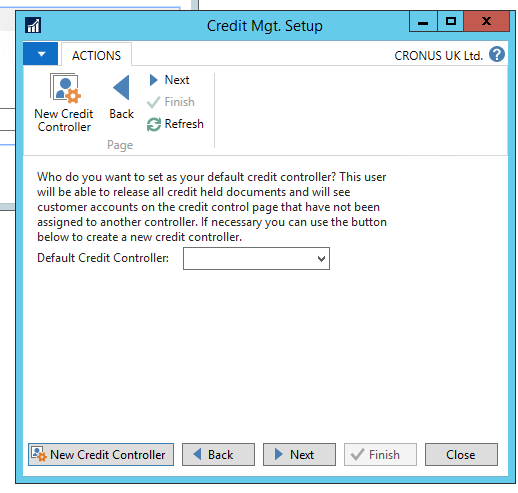 Credit Mgt. Setup
ACTIONS
CRONUS UK Ltd.
New Credit
Controller
Back
Next
Finish
Refresh
Page
Who do you want to set as your default credit controller? This user
will be able to release all credit held documents and will see
customer accounts on the credit control page that have not been
assigned to another controller. If necessary you can use the button
below to create a new credit controller.
Default Credit Controller:
New Credit Controller
Back
Next
Finish
Close